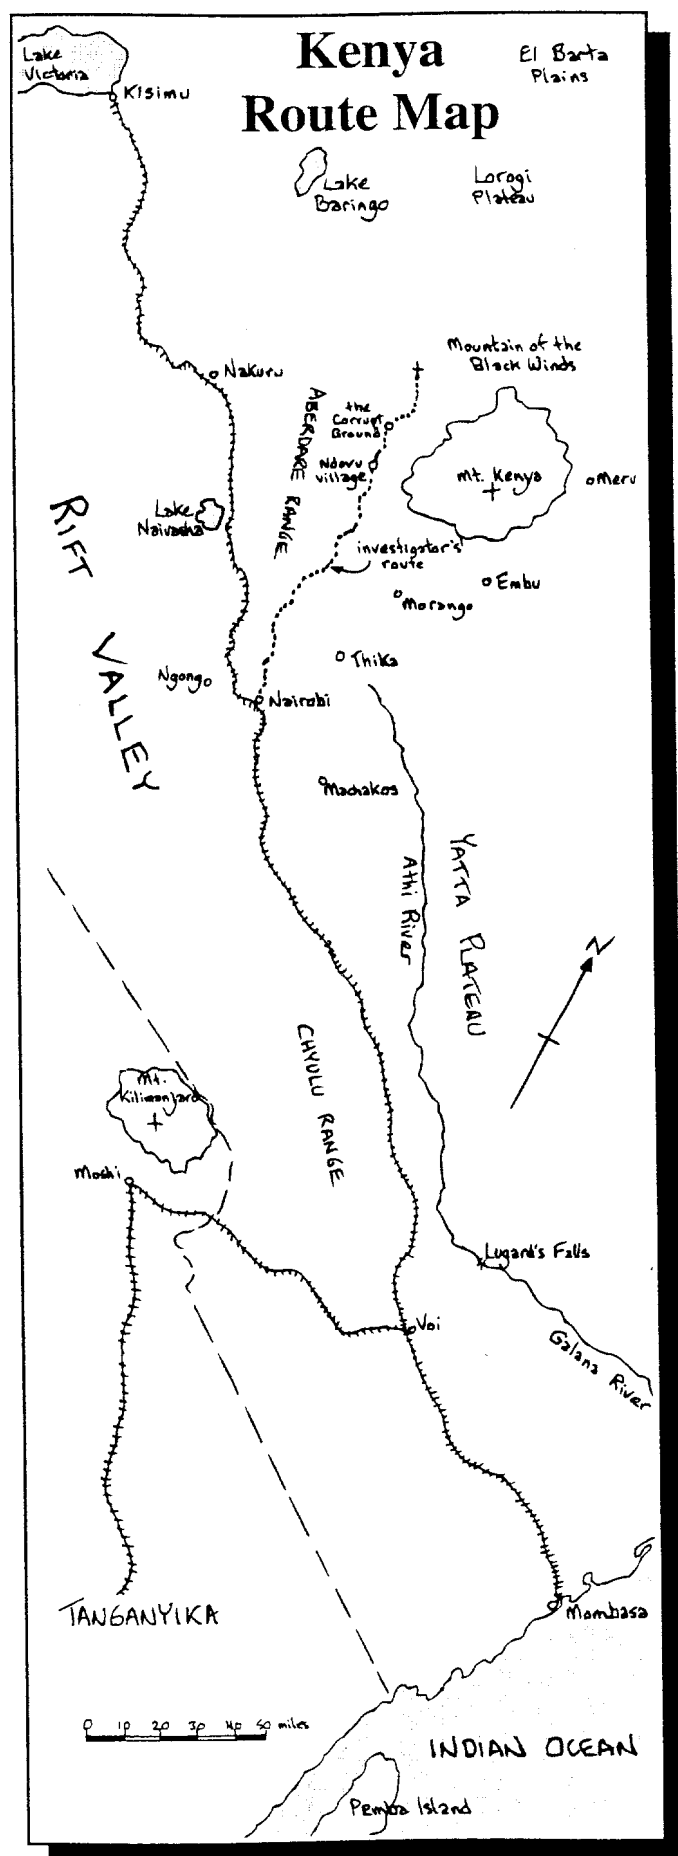 Kenya
Route Map
El Barta
Plains
Lake
Victoria
Kisimu
Lake
Baringo
Lorogi
Plateau
Mountain of the
Black Winds
Nakuru
ABERDARE RANGE
the
Corrupt
Ground
Ndovu
village
Mt. Kenya
Meru
Lake
Naivasha
RIFT
VALLEY
investigator's
route
Embu
Morango
Thika
Ngongo
Nairobi
Machakos
Athi River
YATTA PLATEAU
N
CHYULU RANGE
Mt.
Kilimanjaro
Moshi
Lugard's Falls
Voi
Galana River
TANGANYIKA
Mombasa
0 10 20 30 40 50 miles
INDIAN OCEAN
Pemba Island